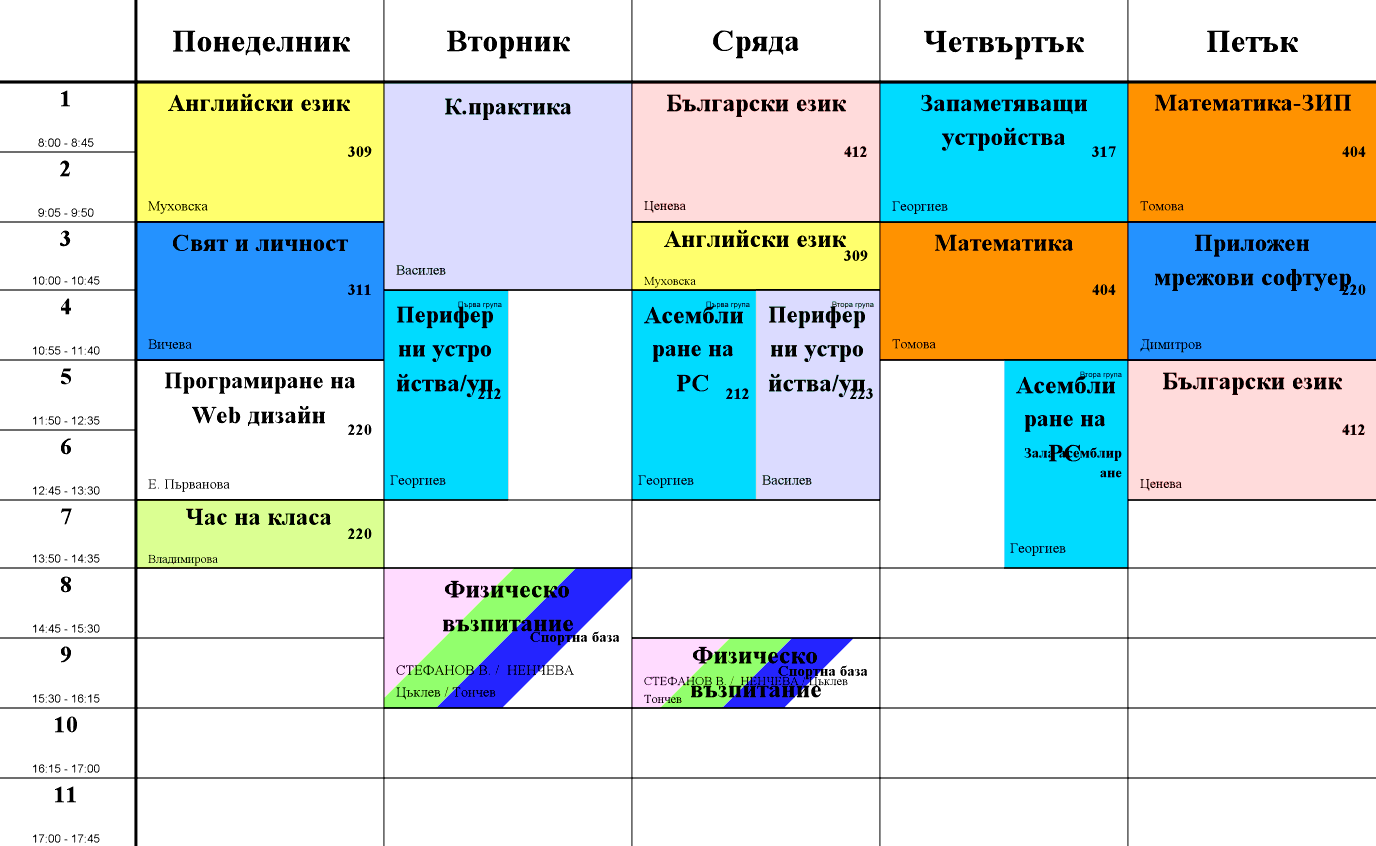 Понеделник
Вторник
Сряда
Четвъртък
Петък
1
8:00 - 8:45
2
9:05 - 9:50
3
10:00 - 10:45
4
10:55 - 11:40
5
11:50 - 12:35
6
12:45 - 13:30
7
13:50 - 14:35
8
14:45 - 15:30
9
15:30 - 16:15
10
16:15 - 17:00
11
17:00 - 17:45
Английски език
309
Муховска
Свят и личност
311
Вичева
Програмиране на
Web дизайн
220
Е. Първанова
Час на класа
220
Владимирова
К.практика
Василев
Първа група
Перифер
ни устро
йства/уп
212
Георгиев
Физическо
възпитание
Спортна база
СТЕФАНОВ В. / НЕНЧЕВА
Цъклев / Тончев
Български език
412
Ценева
Английски език
309
Муховска
Първа група
Асембли
ране на
РС
212
Георгиев
Втора група
Перифер
ни устро
йства/уп
223
Василев
Физическо
възпитание
Спортна база
СТЕФАНОВ В. / НЕНЧЕВА / Цъклев
Тончев
Запаметяващи
устройства
317
Георгиев
Математика
404
Томова
Втора група
Асембли
ране на
РС
Зала асемблир
ане
Георгиев
Математика-ЗИП
404
Томова
Приложен
мрежови софтуер
220
Димитров
Български език
412
Ценева